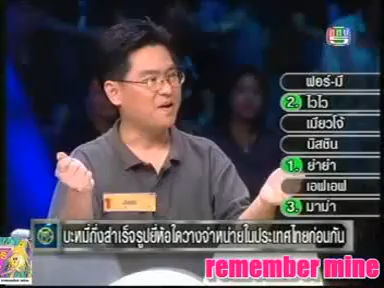 ฟอร์-มี
2. ไวไว
เมียวโจ้
นิสชิน
1. ยำยำ
เอฟเอฟ
3. มาม่า
1
บะหมี่กึ่งสำเร็จรูปยี่ห้อใดวางจำหน่ายในประเทศไทยก่อนกัน
remember mine